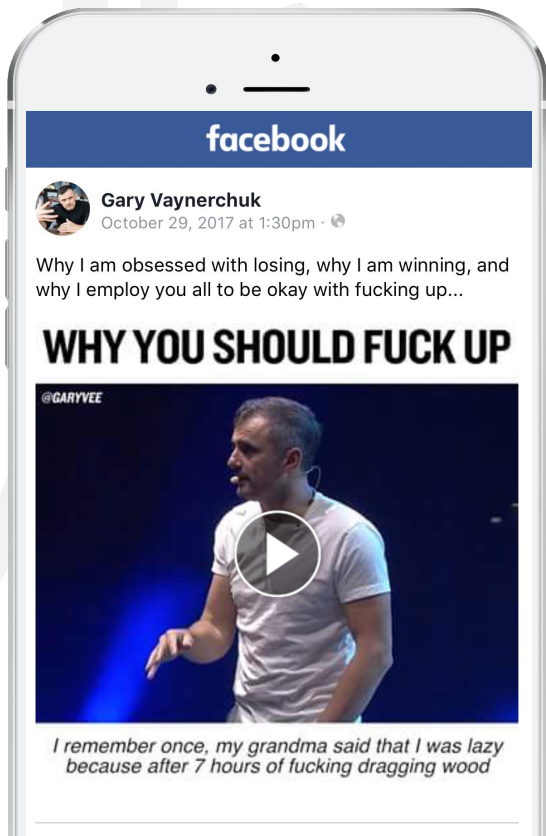 facebook
Gary Vaynerchuk
October 29, 2017 at 1:30pm ·
Why I am obsessed with losing, why I am winning, and
why I employ you all to be okay with fucking up...
WHY YOU SHOULD FUCK UP
@GARYVEE
I remember once, my grandma said that I was lazy
because after 7 hours of fucking dragging wood